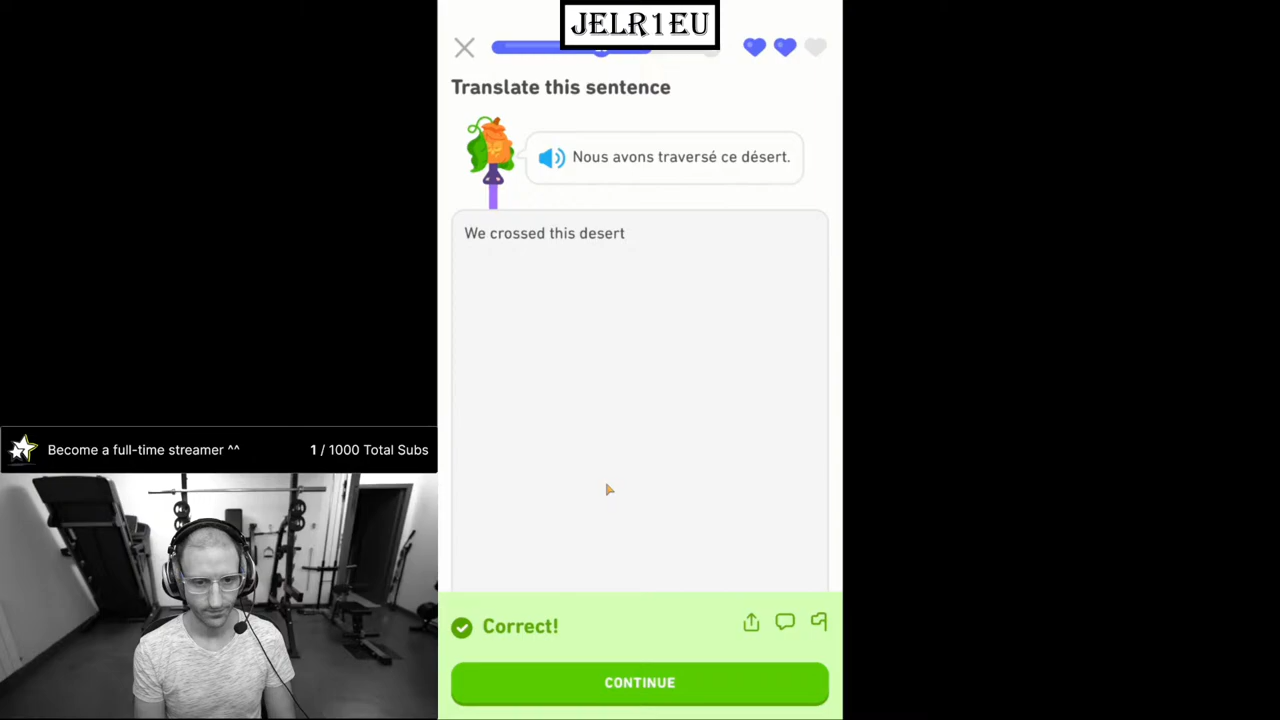 JELR1EU
Translate this sentence
Nous avons traversé ce désert.
We crossed this desert
Become a full-time streamer ^^ 1 / 1000 Total Subs
Correct!
CONTINUE